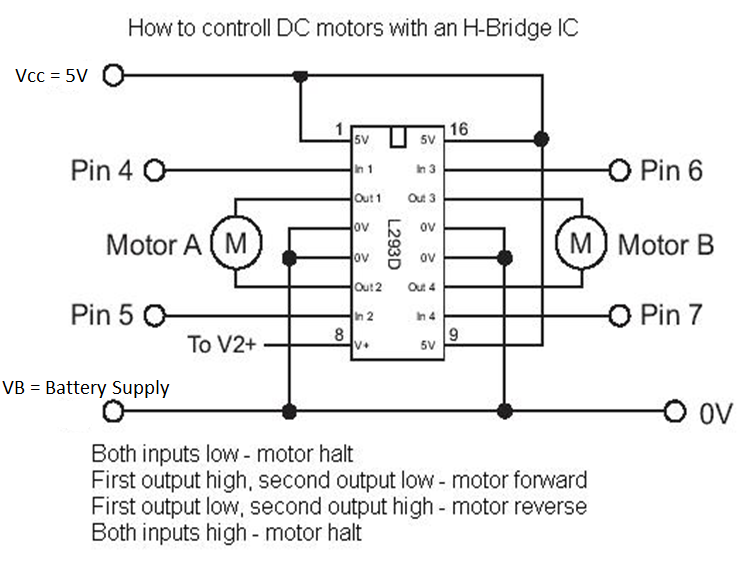 How to controll DC motors with an H-Bridge IC
Vcc = 5V
1
16
5V
5V
Pin 4
In 1
In 3
Pin 6
Out 1
Out 3
0V
0V
Motor A
M
L293D
M
Motor B
0V
0V
Out 2
Out 4
Pin 5
In 2
In 4
Pin 7
To V2+
8
9
V+
5V
VB = Battery Supply
0V
Both inputs low - motor halt
First output high, second output low - motor forward
First output low, second output high - motor reverse
Both inputs high - motor halt